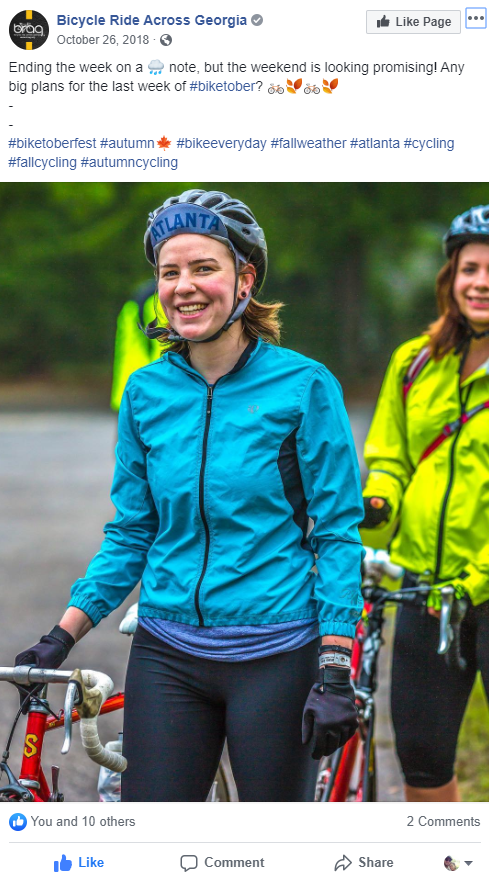 brag
Bicycle Ride Across Georgia
October 26, 2018 ·
Like Page
Ending the week on a 🌧 note, but the weekend is looking promising! Any
big plans for the last week of #biketober? 🚲🍂🚲🍂
-
-
#biketoberfest #autumn🍁 #bikeeveryday #fallweather #atlanta #cycling
#fallcycling #autumncycling
ATLANTA
S
You and 10 others
2 Comments
Like
Comment
Share